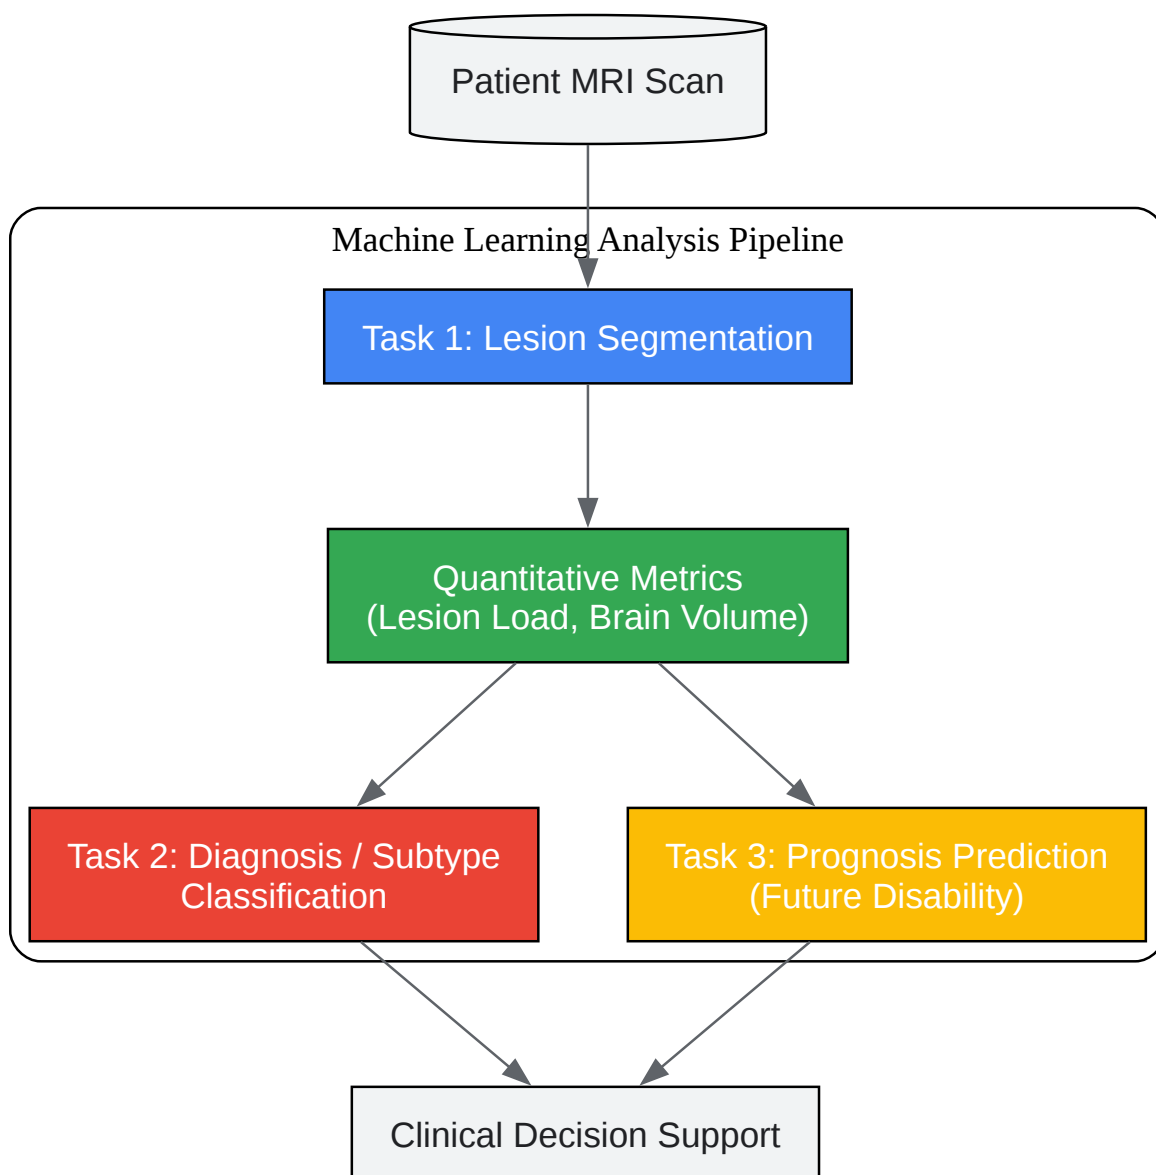 Patient MRI Scan
Machine Learning Analysis Pipeline
Task 1: Lesion Segmentation
Quantitative Metrics
(Lesion Load, Brain Volume)
Task 2: Diagnosis / Subtype
Classification
Task 3: Prognosis Prediction
(Future Disability)
Clinical Decision Support